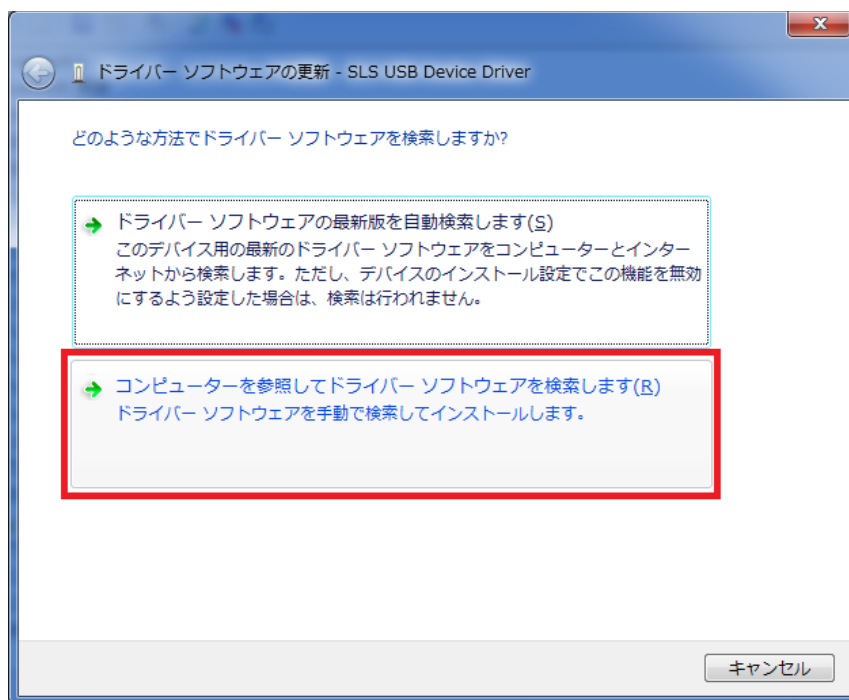 ドライバー ソフトウェアの更新 - SLS USB Device Driver
どのような方法でドライバー ソフトウェアを検索しますか?
ドライバー ソフトウェアの最新版を自動検索します(S)
このデバイス用の最新のドライバー ソフトウェアをコンピューターとインター
ネットから検索します。ただし、デバイスのインストール設定でこの機能を無効
にするよう設定した場合は、検索は行われません。
コンピューターを参照してドライバー ソフトウェアを検索します(R)
ドライバー ソフトウェアを手動で検索してインストールします。
キャンセル